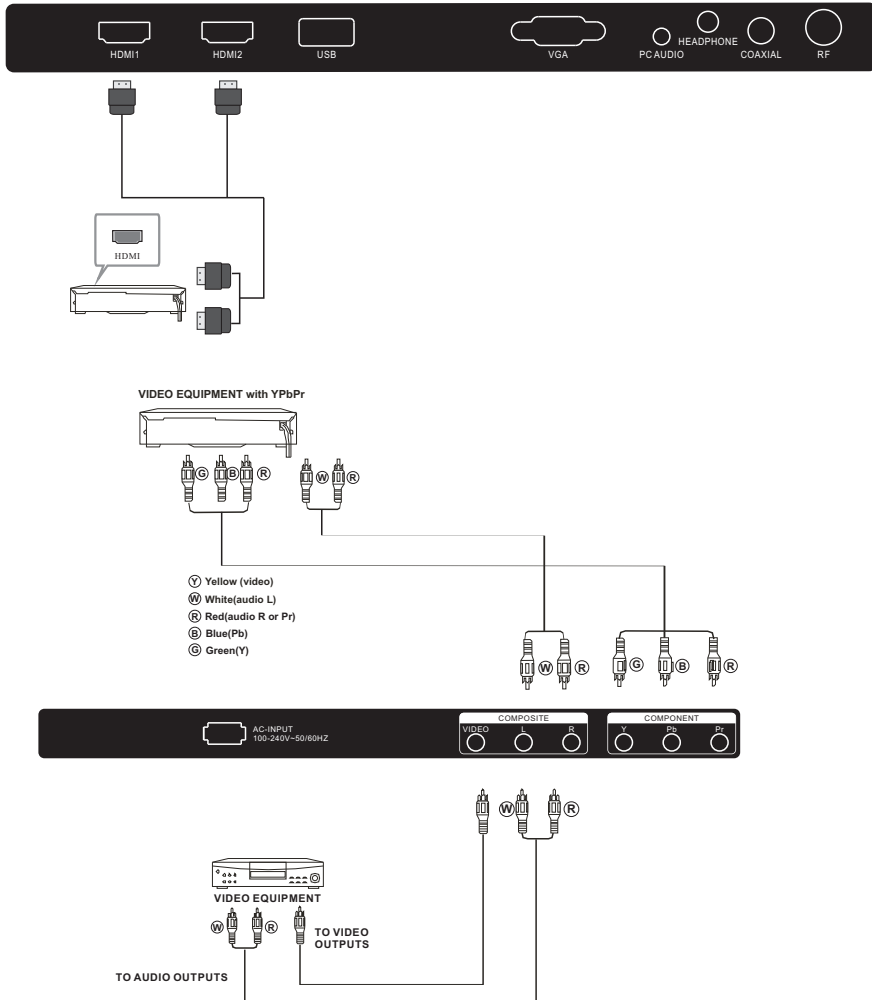 HDMI1 HDMI2 USB VGA PC AUDIO HEADPHONE COAXIAL RF
HDMI
VIDEO EQUIPMENT with YPbPr
G B R W R
Y Yellow (video)
W White(audio L)
R Red(audio R or Pr)
B Blue(Pb)
G Green(Y)
W R G B R
AC-INPUT
100-240V~50/60HZ
COMPOSITE COMPONENT
VIDEO L R Y Pb Pr
W R
VIDEO EQUIPMENT
W R
TO VIDEO
OUTPUTS
TO AUDIO OUTPUTS